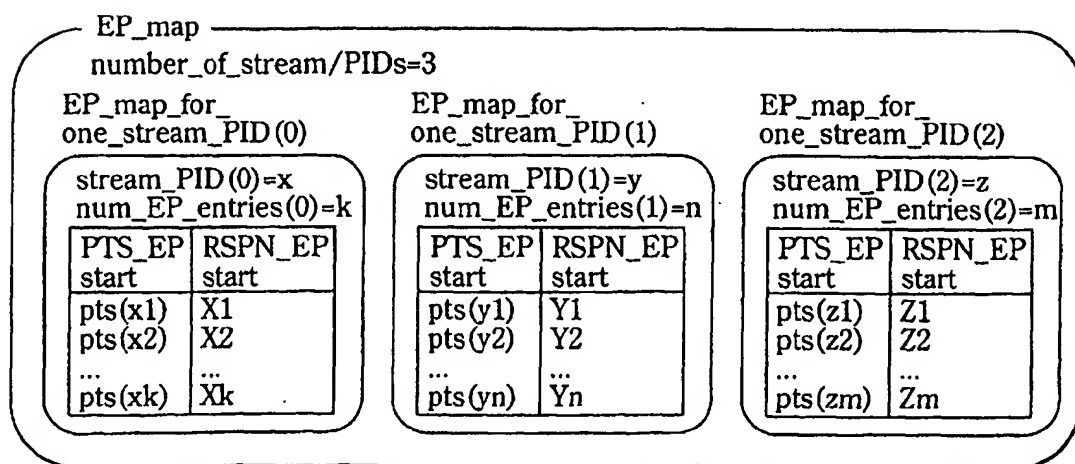 EP_map
number_of_stream/PIDs=3
EP_map_for_
one_stream_PID(0)
stream_PID(0)=x
num_EP_entries(0)=k
PTS_EP RSPN_EP
start start
pts(x1) X1
pts(x2) X2
... ...
pts(xk) Xk
EP_map_for_
one_stream_PID(1)
stream_PID(1)=y
num_EP_entries(1)=n
PTS_EP RSPN_EP
start start
pts(y1) Y1
pts(y2) Y2
... ...
pts(yn) Yn
EP_map_for_
one_stream_PID(2)
stream_PID(2)=z
num_EP_entries(2)=m
PTS_EP RSPN_EP
start start
pts(z1) Z1
pts(z2) Z2
... ...
pts(zm) Zm